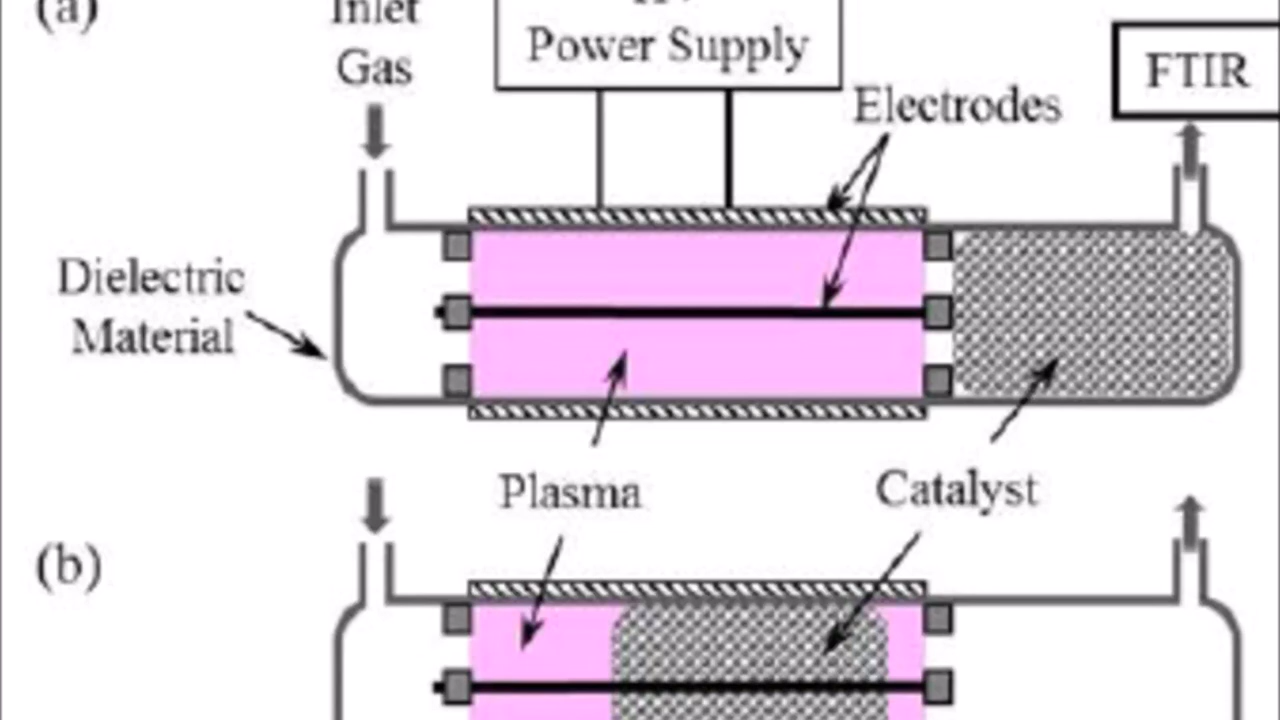 (a)
Inlet
Gas
Power Supply
Electrodes
FTIR
Dielectric
Material
Plasma
Catalyst
(b)